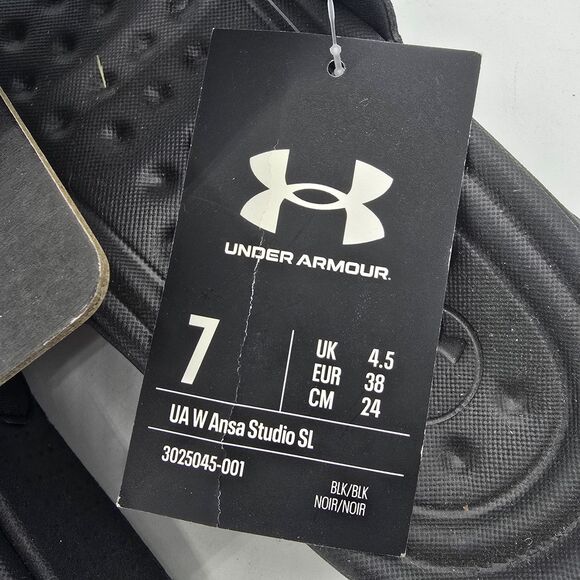 UNDER ARMOUR.
7
UK 4.5
EUR 38
CM 24
UA W Ansa Studio SL
3025045-001
BLK/BLK
NOIR/NOIR